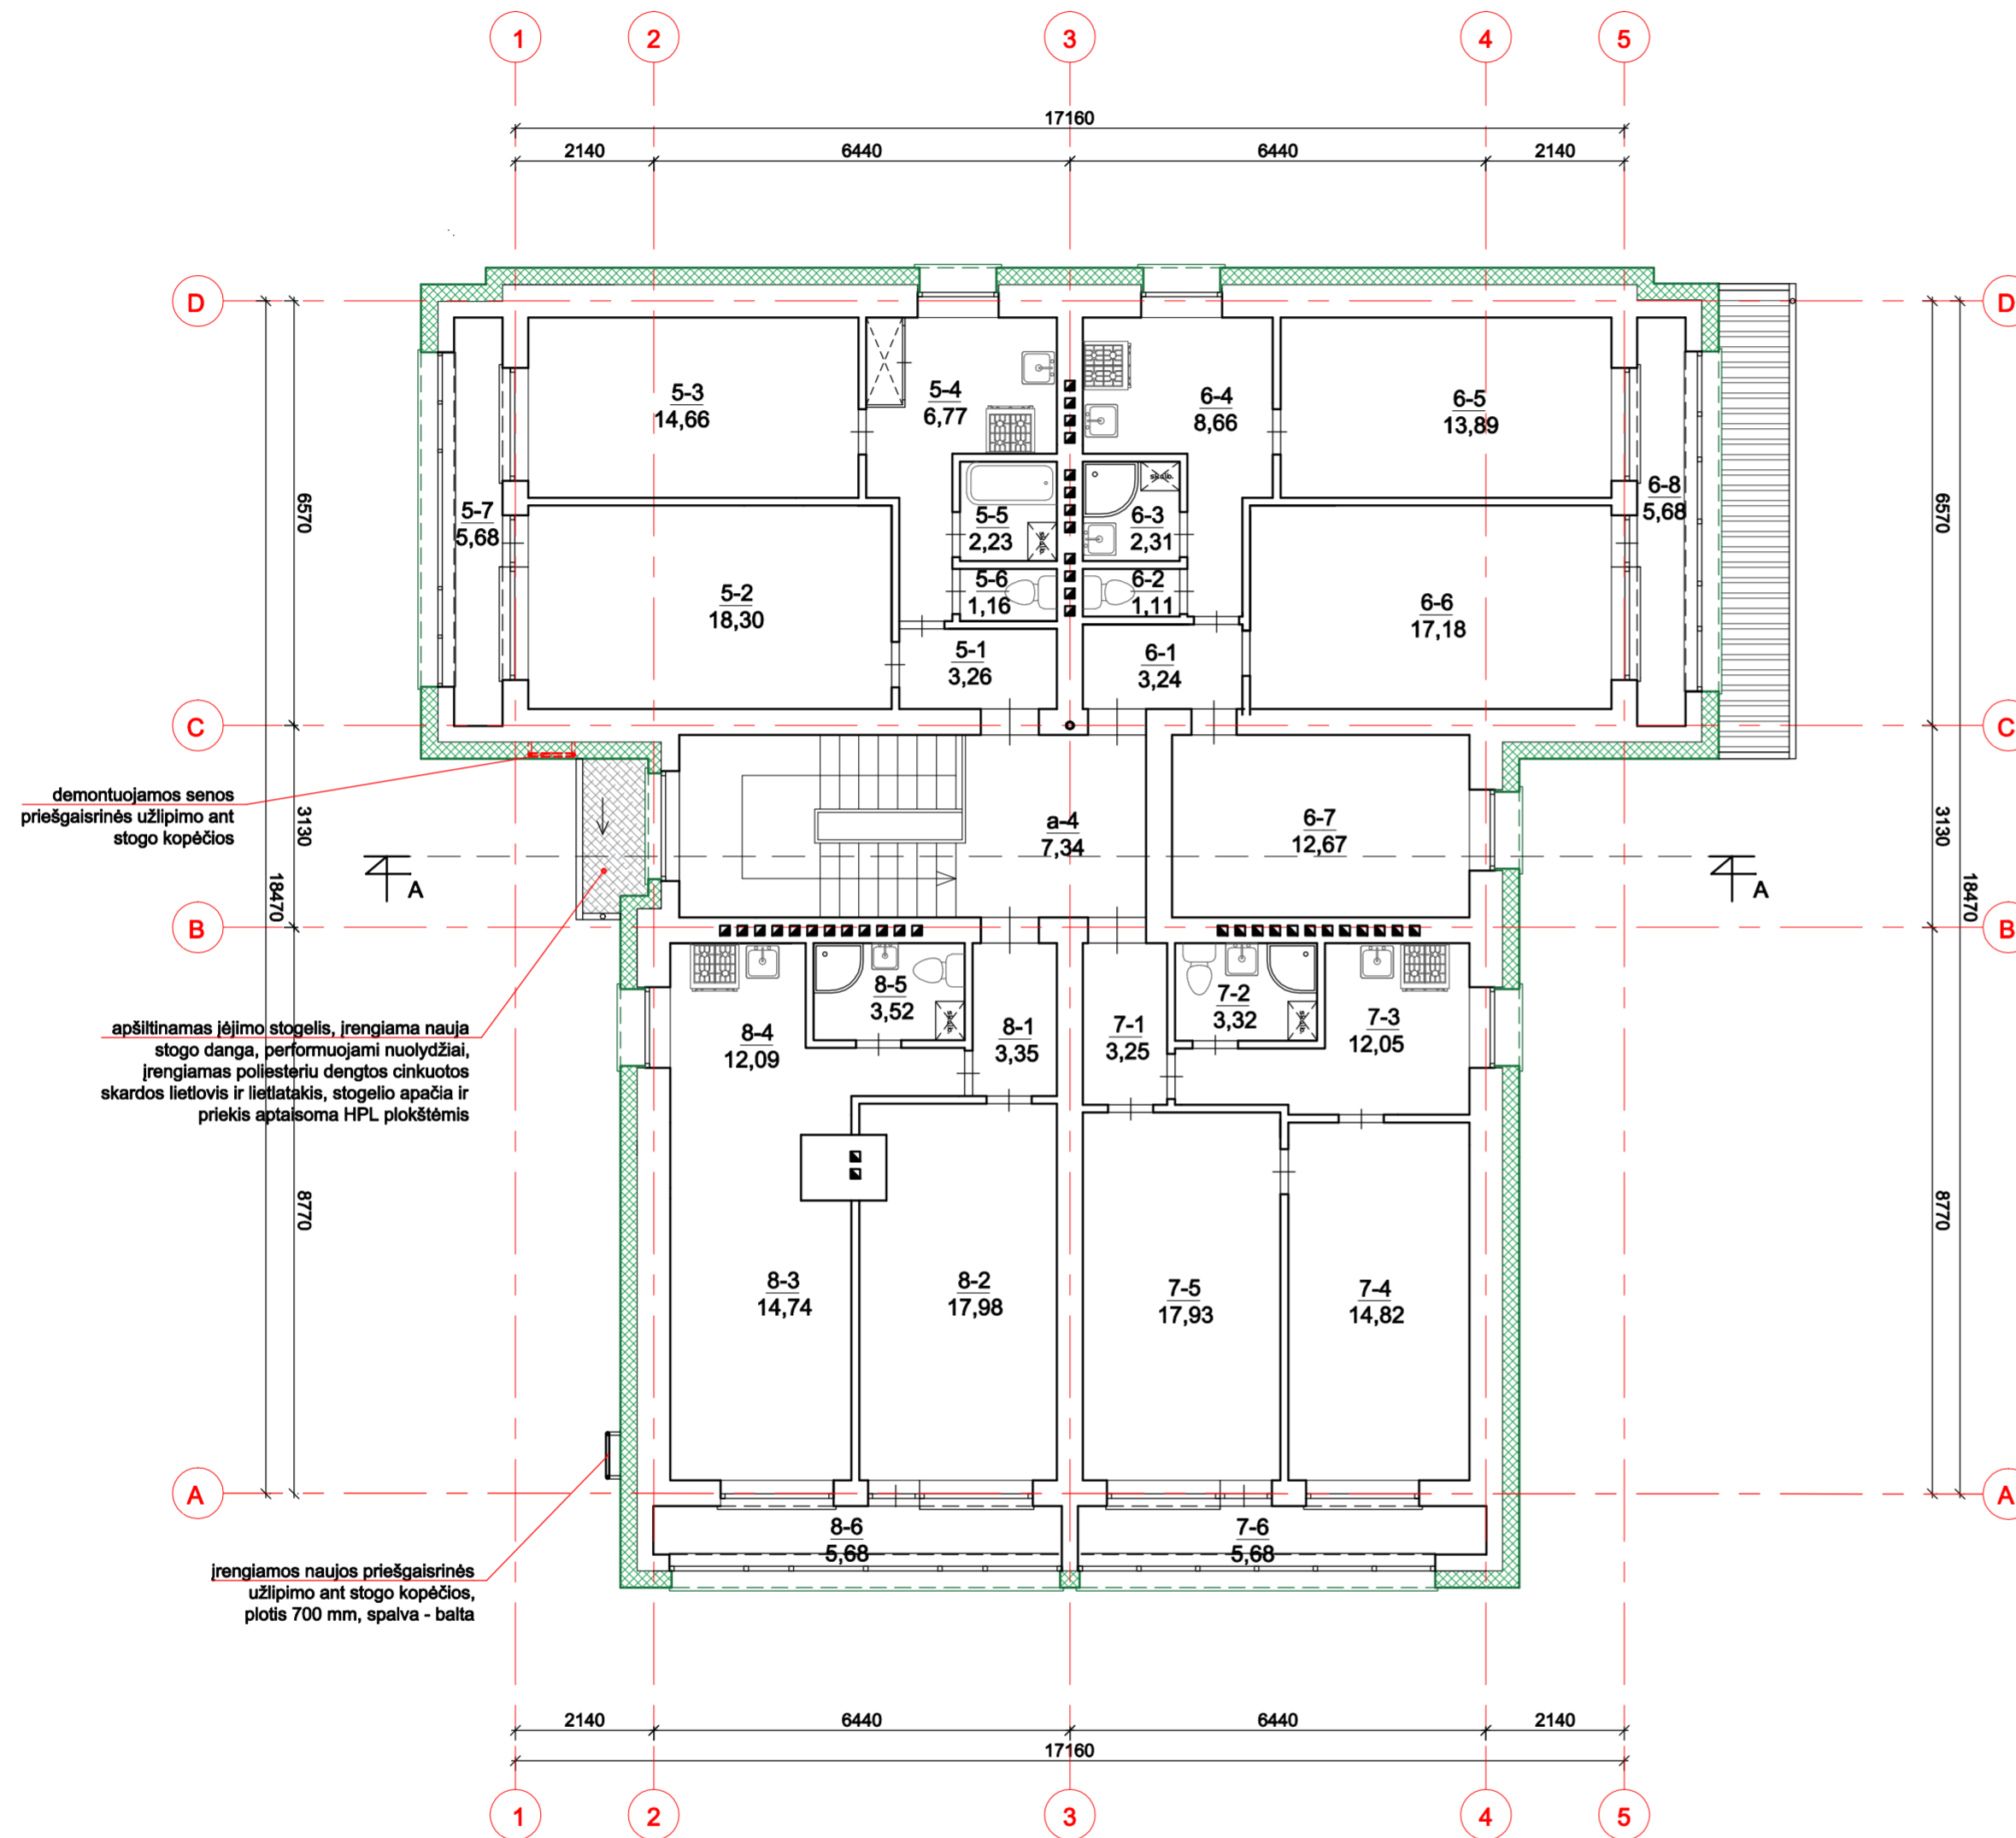 1 2 3 4 5
17160
2140 6440 6440 2140
D D
5-3
14,66
5-4
6,77
6-4
8,66
6-5
13,89
6570
5-7
5,68
5-5
2,23
skalb.
skalb.
6-3
2,31
6-8
5,68
6570
5-2
18,30
5-6
1,16
6-2
1,11
6-6
17,18
5-1
3,26
6-1
3,24
C C
demontuojamos senos
priešgaisrinės užlipimo ant
stogo kopėčios
3130
a-4
7,34
6-7
12,67
3130
18470
A A
18470
B B
apšiltinamas įėjimo stogelis, įrengiama nauja
stogo danga, performuojami nuolydžiai,
įrengiamas poliesteriu dengtos cinkuotos
skardos lietlovis ir lietlatakis, stogelio apačia ir
priekis aptaisoma HPL plokštėmis
8-4
12,09
8-5
3,52
skalb.
8-1
3,35
7-1
3,25
7-2
3,32
skalb.
7-3
12,05
8770
8770
8-3
14,74
8-2
17,98
7-5
17,93
7-4
14,82
A A
8-6
5,68
7-6
5,68
įrengiamos naujos priešgaisrinės
užlipimo ant stogo kopėčios,
plotis 700 mm, spalva - balta
2140 6440 6440 2140
17160
1 2 3 4 5